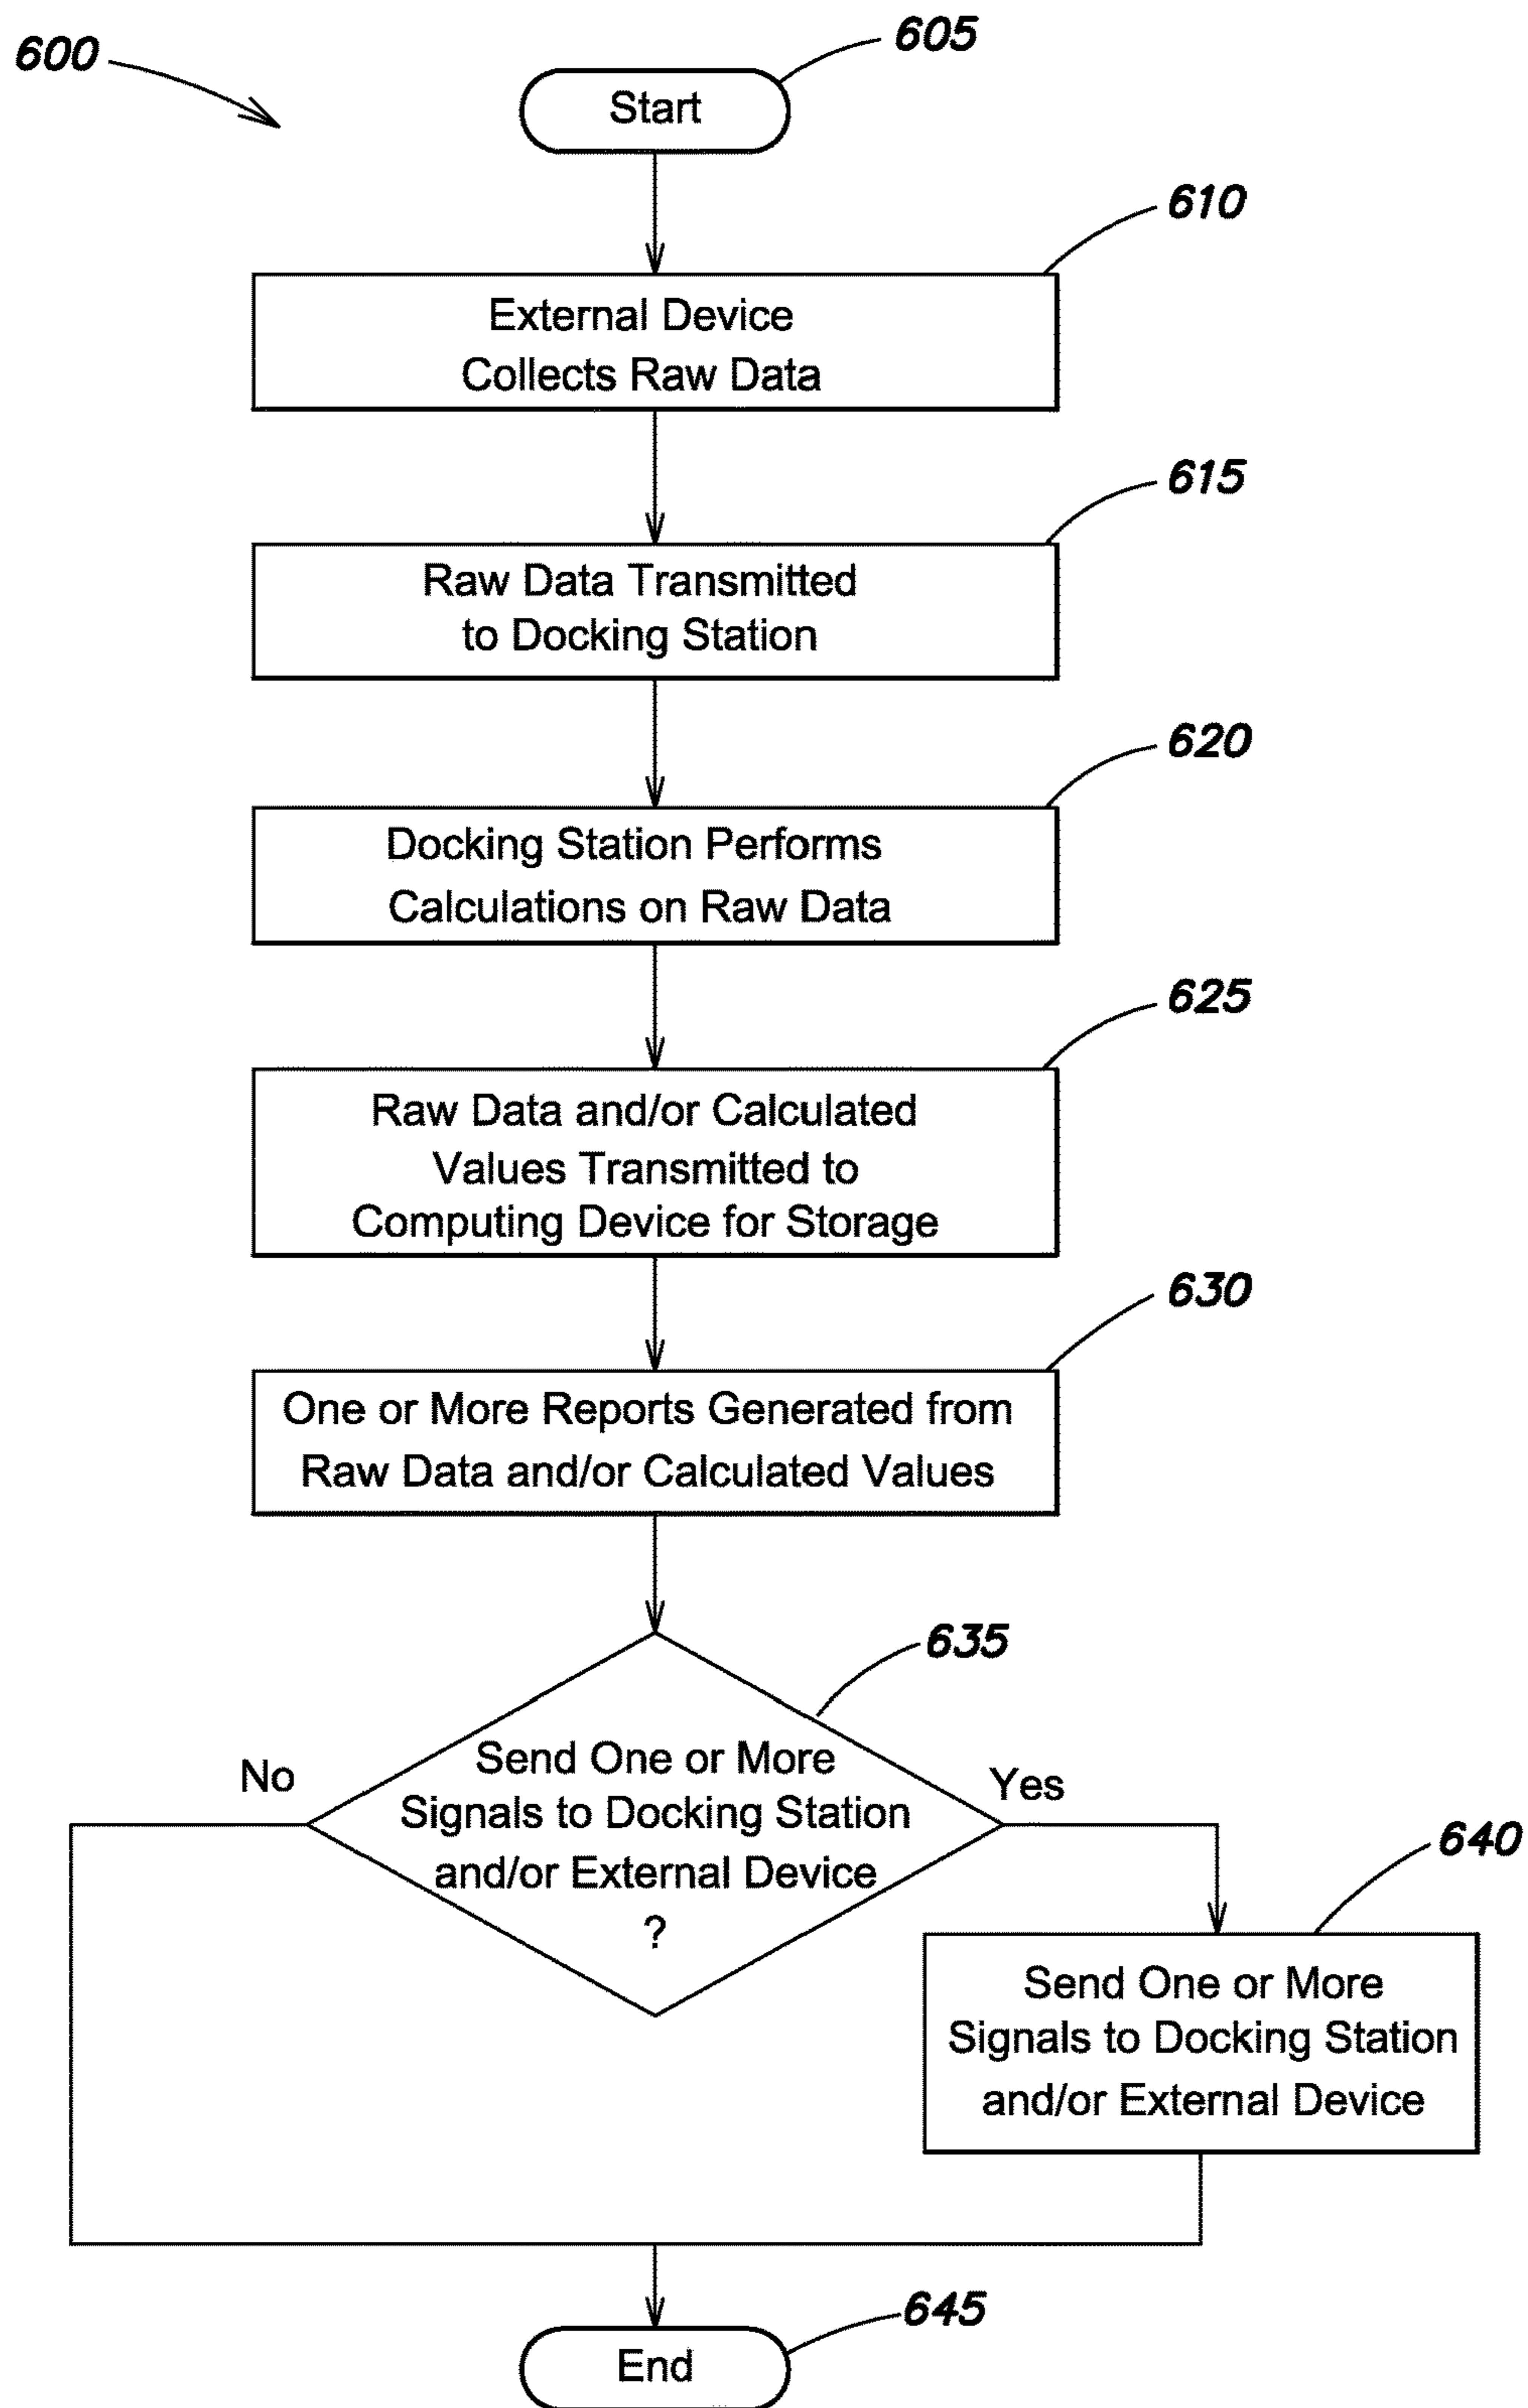 600
605
Start
610
External Device
Collects Raw Data
615
Raw Data Transmitted
to Docking Station
620
Docking Station Performs
Calculations on Raw Data
625
Raw Data and/or Calculated
Values Transmitted to
Computing Device for Storage
630
One or More Reports Generated from
Raw Data and/or Calculated Values
635
Send One or More
Signals to Docking Station
and/or External Device
?
No
Yes
640
Send One or More
Signals to Docking Station
and/or External Device
645
End